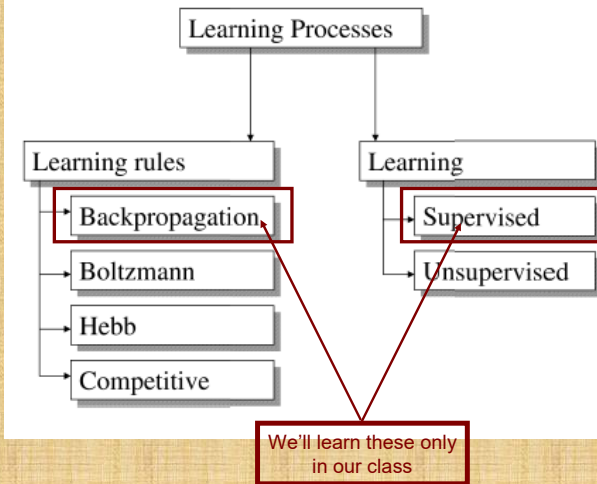 Learning Processes
Learning rules
Backpropagation
Boltzmann
Hebb
Competitive
Learning
Supervised
Unsupervised
We'll learn these only
in our class